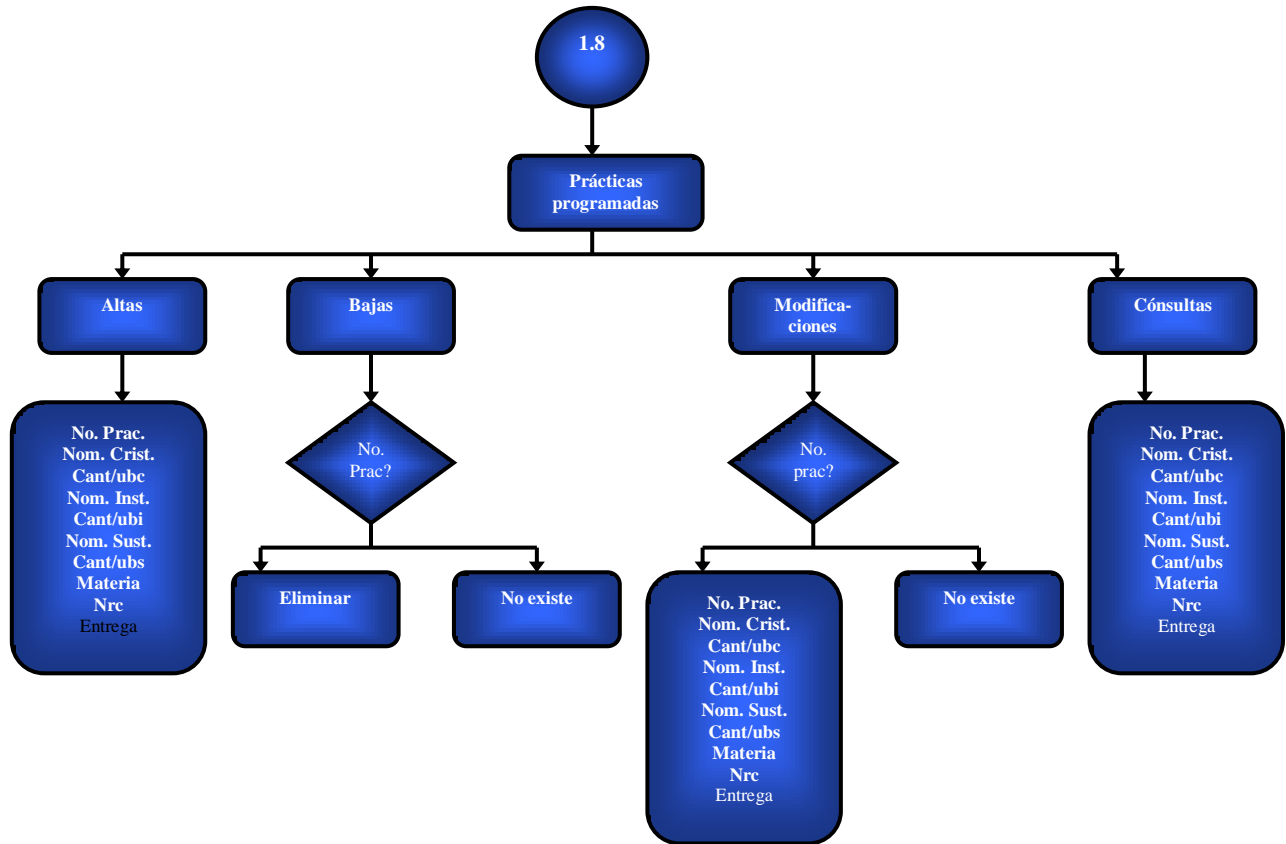 1.8
Prácticas
programadas
Altas
Bajas
Modifica-
ciones
Cónsultas
No. Prac.
Nom. Crist.
Cant/ubc
Nom. Inst.
Cant/ubi
Nom. Sust.
Cant/ubs
Materia
Nrc
Entrega
No.
Prac?
Eliminar
No existe
No.
prac?
No. Prac.
Nom. Crist.
Cant/ubc
Nom. Inst.
Cant/ubi
Nom. Sust.
Cant/ubs
Materia
Nrc
Entrega
No existe
No. Prac.
Nom. Crist.
Cant/ubc
Nom. Inst.
Cant/ubi
Nom. Sust.
Cant/ubs
Materia
Nrc
Entrega